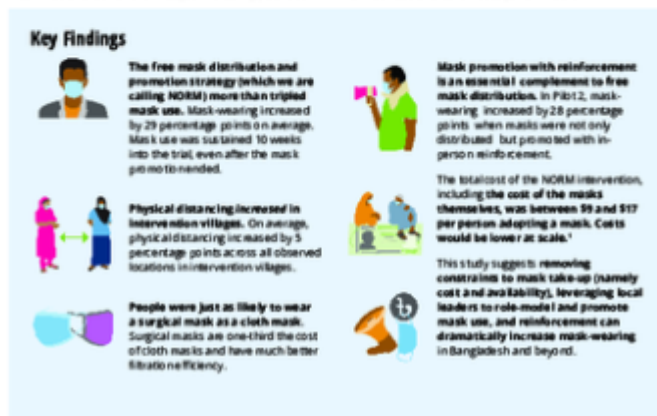 Key Findings
The free mask distribution and
promotion strategy (which we are
calling NORM) more than tripled
mask use. Mask-wearing increased
by 29 percentage points on average.
Mask use was sustained 10 weeks
into the trial, even after the mask
promotion ended.
Physical distancing increased in
intervention villages. On average,
physical distancing increased by 5
percentage points across all observed
locations in intervention villages.
People were just as likely to wear
a surgical mask as a cloth mask.
Surgical masks are one-third the cost
of cloth masks and have much better
filtration efficiency.
Mask promotion with reinforcement
is an essential complement to free
mask distribution. In Pilot 2, mask-
wearing increased by 28 percentage
points when masks were not only
distributed but promoted with in-
person reinforcement.
The total cost of the NORM intervention,
including the cost of the masks
themselves, was between $9 and $17
per person adopting a mask. Costs
would be lower at scale.¹
This study suggests removing
constraints to mask take-up (namely
cost and availability), leveraging local
leaders to role-model and promote
mask use, and reinforcement can
dramatically increase mask-wearing
in Bangladesh and beyond.
৳